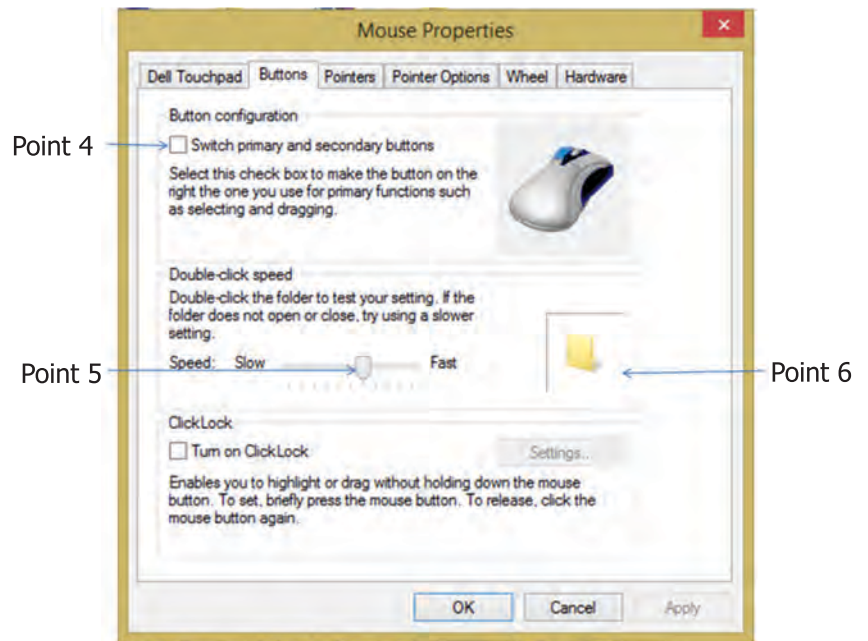 Mouse Properties
Dell Touchpad Buttons Pointers Pointer Options Wheel Hardware
Button configuration
Point 4
Switch primary and secondary buttons
Select this check box to make the button on the
right the one you use for primary functions such
as selecting and dragging.
Double-click speed
Double-click the folder to test your setting. If the
folder does not open or close, try using a slower
setting.
Speed: Slow Fast
Point 5
Point 6
ClickLock
Turn on ClickLock
Settings...
Enables you to highlight or drag without holding down the mouse
button. To set, briefly press the mouse button. To release, click the
mouse button again.
OK Cancel Apply